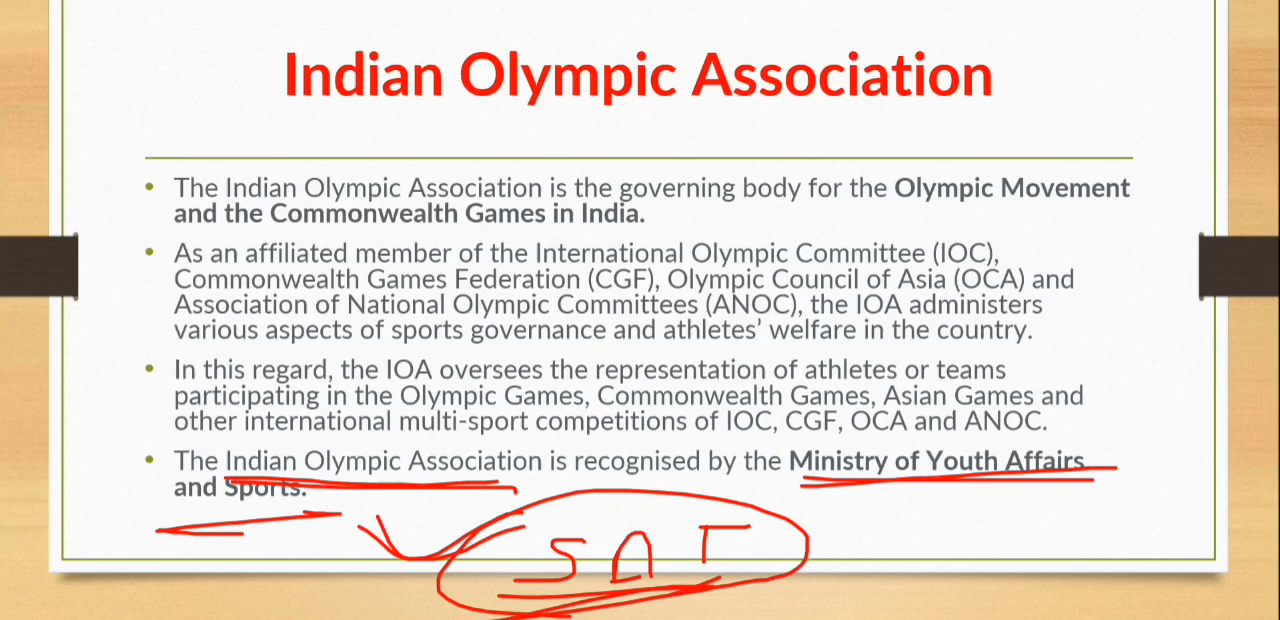 Indian Olympic Association
• The Indian Olympic Association is the governing body for the Olympic Movement
and the Commonwealth Games in India.
• As an affiliated member of the International Olympic Committee (IOC),
Commonwealth Games Federation (CGF), Olympic Council of Asia (OCA) and
Association of National Olympic Committees (ANOC), the IOA administers
various aspects of sports governance and athletes’ welfare in the country.
• In this regard, the IOA oversees the representation of athletes or teams
participating in the Olympic Games, Commonwealth Games, Asian Games and
other international multi-sport competitions of IOC, CGF, OCA and ANOC.
• The Indian Olympic Association is recognised by the Ministry of Youth Affairs
and Sports.